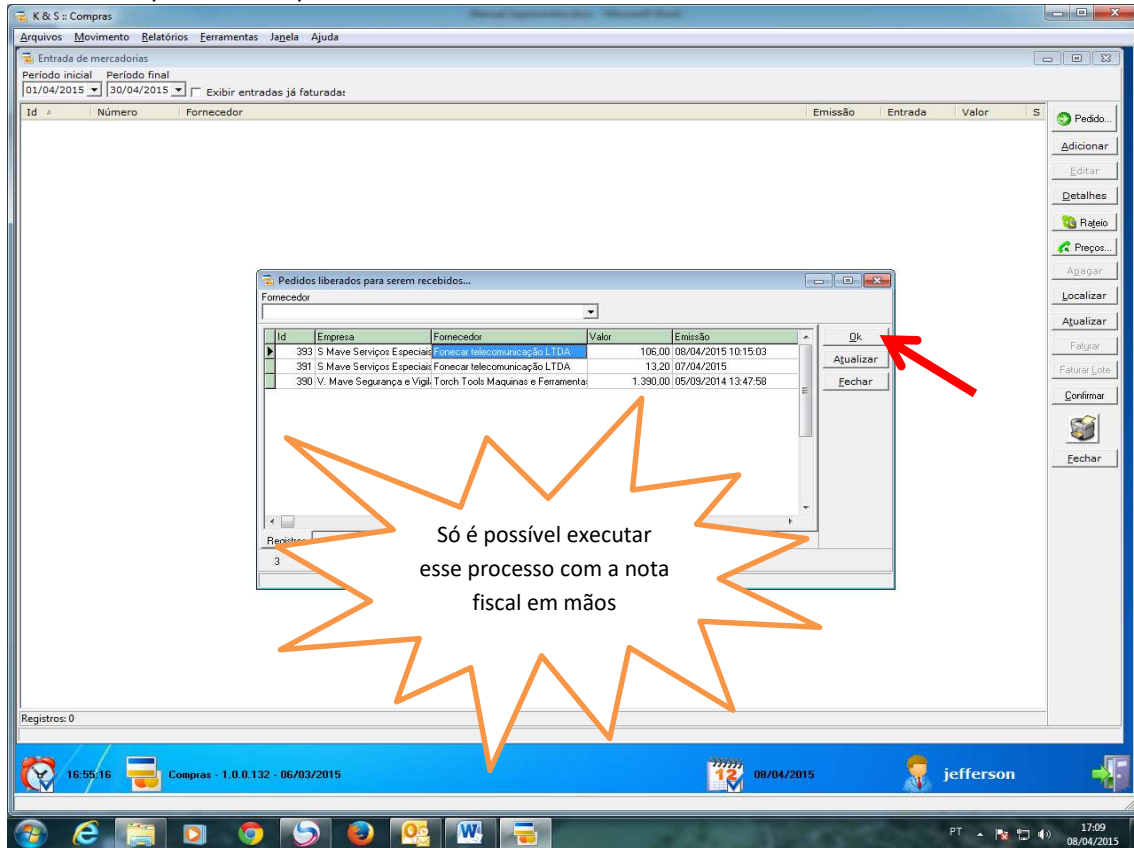 K & S :: Compras
Arquivos Movimento Relatórios Ferramentas Janela Ajuda
Entrada de mercadorias
Período inicial Período final
01/04/2015 30/04/2015 Exibir entradas já faturadas
Id Número Fornecedor Emissão Entrada Valor S
Pedido...
Adicionar
Editar
Detalhes
Rateio
Preços...
Apagar
Localizar
Atualizar
Faturar
Faturar Lote
Confirmar
Fechar
Pedidos liberados para serem recebidos...
Fornecedor
Id Empresa Fornecedor Valor Emissão
393 S Mave Serviços Especiais Fonecar telecomunicação LTDA 106,00 08/04/2015 10:15:03
391 S Mave Serviços Especiais Fonecar telecomunicação LTDA 13,20 07/04/2015
390 V. Mave Segurança e Vigil Torch Tools Maquinas e Ferramentas 1.390,00 05/09/2014 13:47:58
Ok
Atualizar
Fechar
Registros
3
Só é possível executar
esse processo com a nota
fiscal em mãos
Registros: 0
16:55:16 Compras - 1.0.0.132 - 06/03/2015 12 08/04/2015 jefferson
PT 17:09
08/04/2015